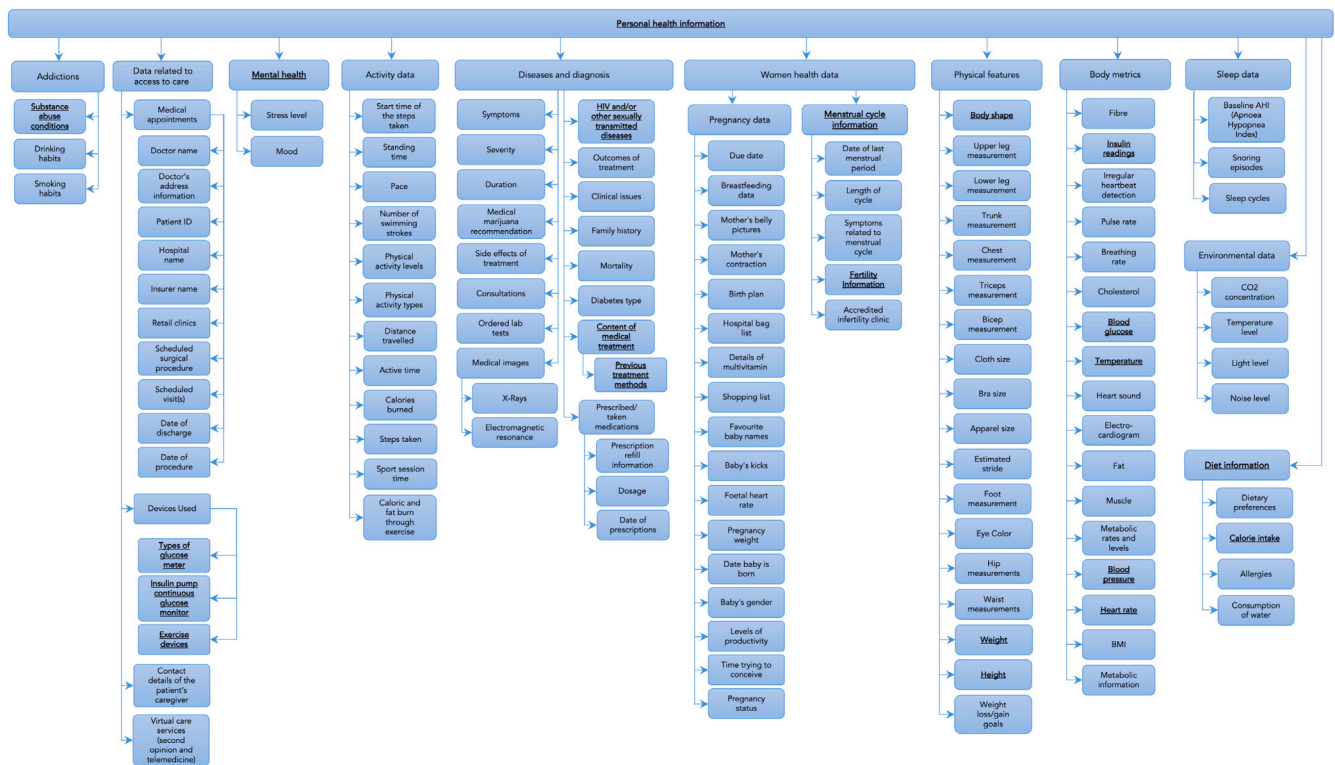 Personal health information
Addictions
Substance
abuse
conditions
Drinking
habits
Smoking
habits
Data related to
access to care
Medical
appointments
Doctor name
Doctor's
address
information
Patient ID
Hospital
name
Insurer name
Retail clinics
Scheduled
surgical
procedure
Scheduled
visit(s)
Date of
discharge
Date of
procedure
Devices Used
Types of
glucose
meter
Insulin pump
continuous
glucose
monitor
Exercise
devices
Contact
details of the
patient's
caregiver
Virtual care
services
(second
opinion and
telemedicine)
Mental health
Stress level
Mood
Activity data
Start time of
the steps
taken
Standing
time
Pace
Number of
swimming
strokes
Physical
activity levels
Physical
activity types
Distance
travelled
Active time
Calories
burned
Steps taken
Sport session
time
Caloric and
fat burn
through
exercise
Diseases and diagnosis
Symptoms
Severity
Duration
Medical
marijuana
recommendation
Side effects of
treatment
Consultations
Ordered lab
tests
Medical images
X-Rays
Electromagnetic
resonance
HIV and/or
other sexually
transmitted
diseases
Outcomes of
treatment
Clinical issues
Family history
Mortality
Diabetes type
Content of
medical
treatment
Previous
treatment
methods
Prescribed/
taken
medications
Prescription
refill
information
Dosage
Date of
prescriptions
Women health data
Pregnancy data
Due date
Breastfeeding
data
Mother's belly
pictures
Mother's
contraction
Birth plan
Hospital bag
list
Details of
multivitamin
Shopping list
Favourite
baby names
Baby's kicks
Foetal heart
rate
Pregnancy
weight
Date baby is
born
Baby's gender
Levels of
productivity
Time trying to
conceive
Pregnancy
status
Menstrual cycle
information
Date of last
menstrual
period
Length of
cycle
Symptoms
related to
menstrual
cycle
Fertility
Information
Accredited
infertility clinic
Physical features
Body shape
Upper leg
measurement
Lower leg
measurement
Trunk
measurement
Chest
measurement
Triceps
measurement
Bicep
measurement
Cloth size
Bra size
Apparel size
Estimated
stride
Foot
measurement
Eye Color
Hip
measurements
Waist
measurements
Weight
Height
Weight
loss/gain
goals
Body metrics
Fibre
Insulin
readings
Irregular
heartbeat
detection
Pulse rate
Breathing
rate
Cholesterol
Blood
glucose
Temperature
Heart sound
Electro-
cardiogram
Fat
Muscle
Metabolic
rates and
levels
Blood
pressure
Heart rate
BMI
Metabolic
information
Sleep data
Baseline AHI
(Apnoea
Hypopnea
Index)
Snoring
episodes
Sleep cycles
Environmental data
CO2
concentration
Temperature
level
Light level
Noise level
Diet information
Dietary
preferences
Calorie intake
Allergies
Consumption
of water